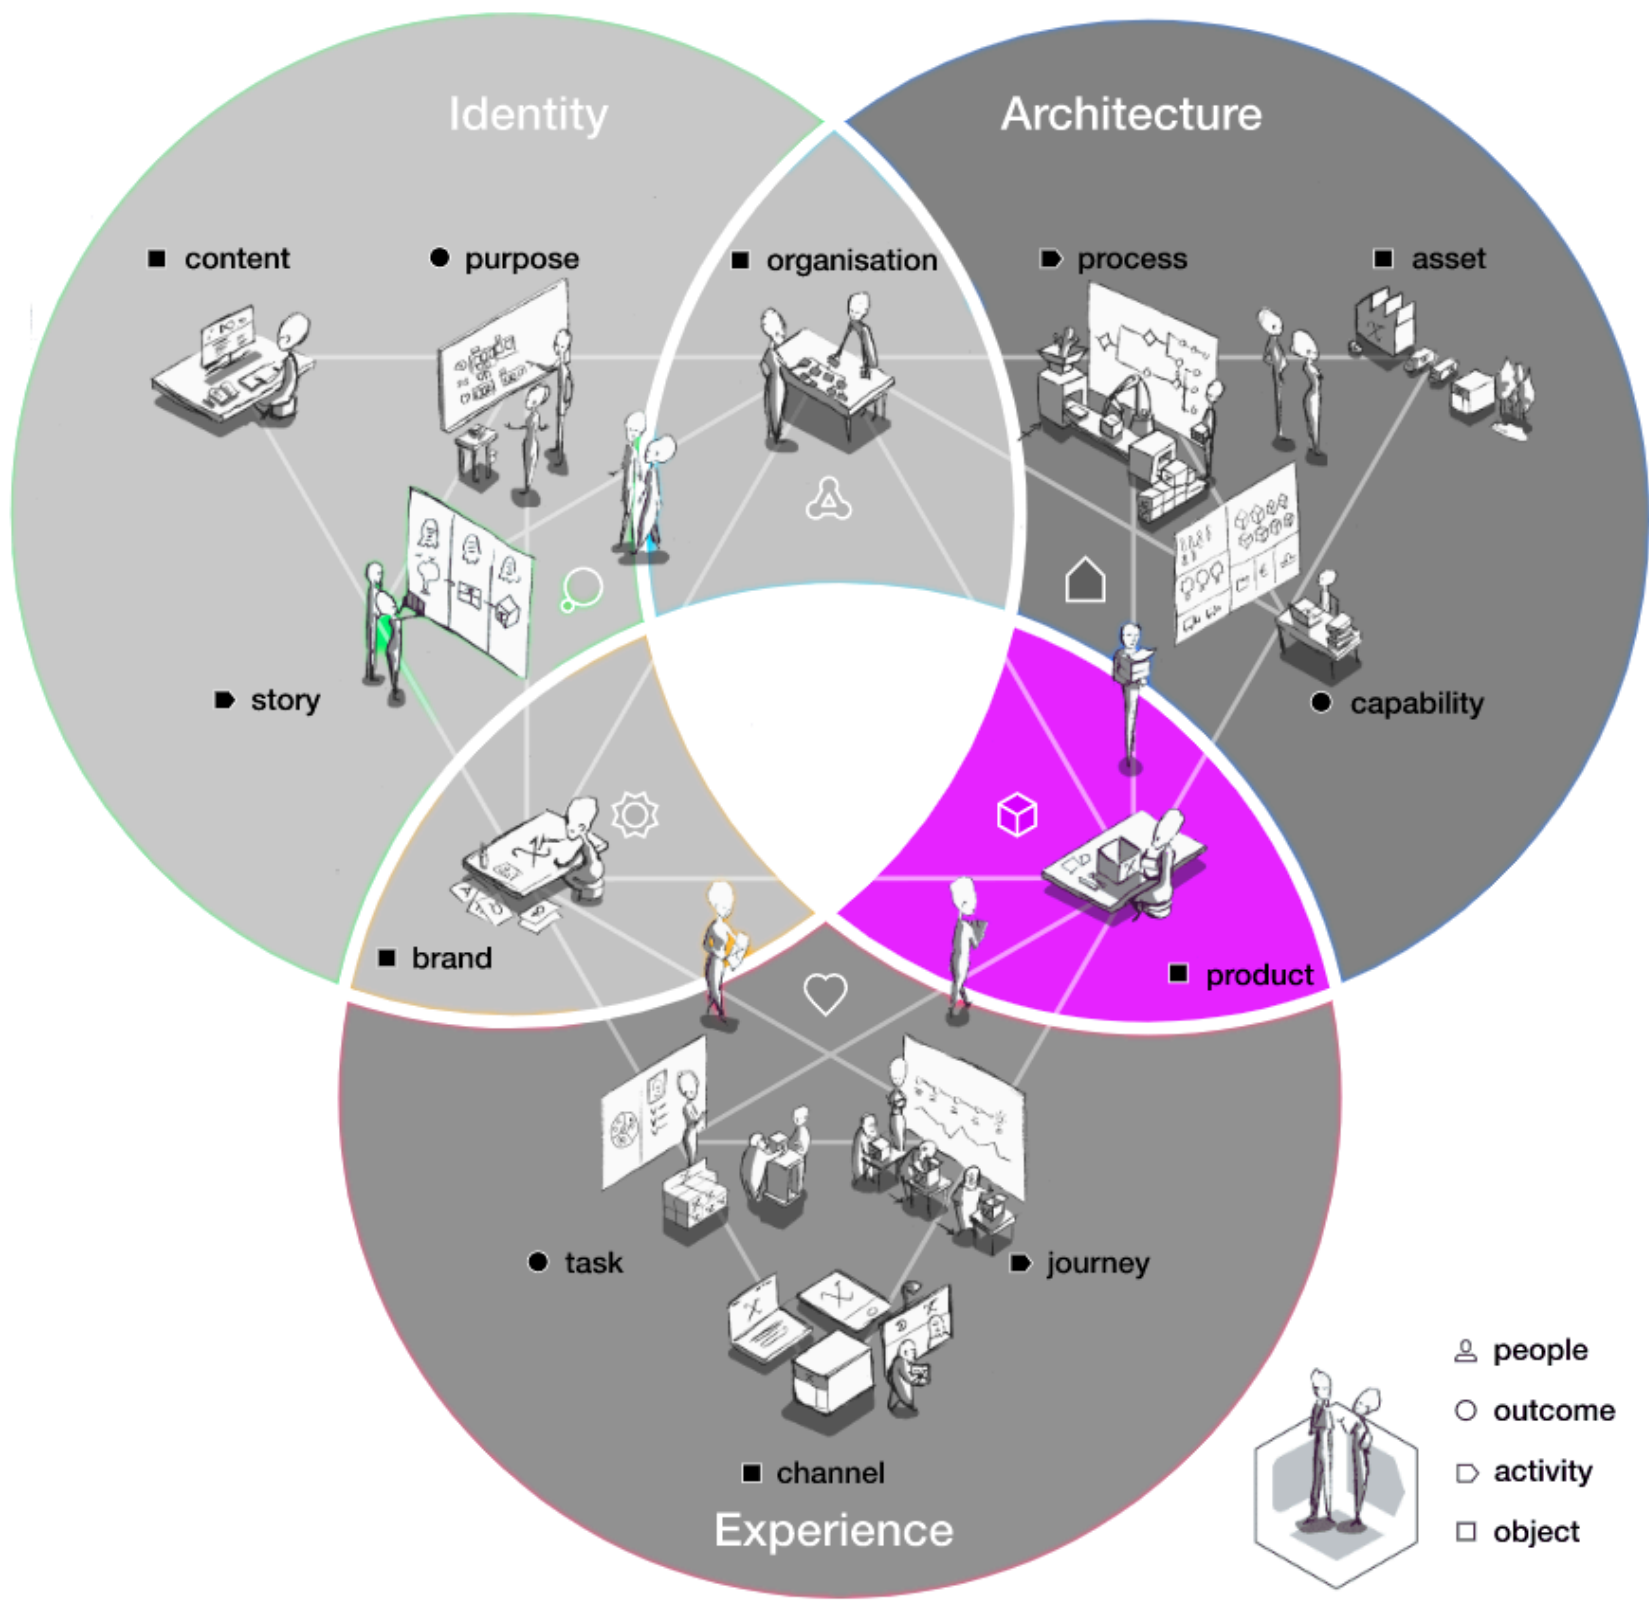 Identity
Architecture
content
purpose
organisation
process
asset
story
capability
brand
product
task
journey
channel
Experience
people
outcome
activity
object